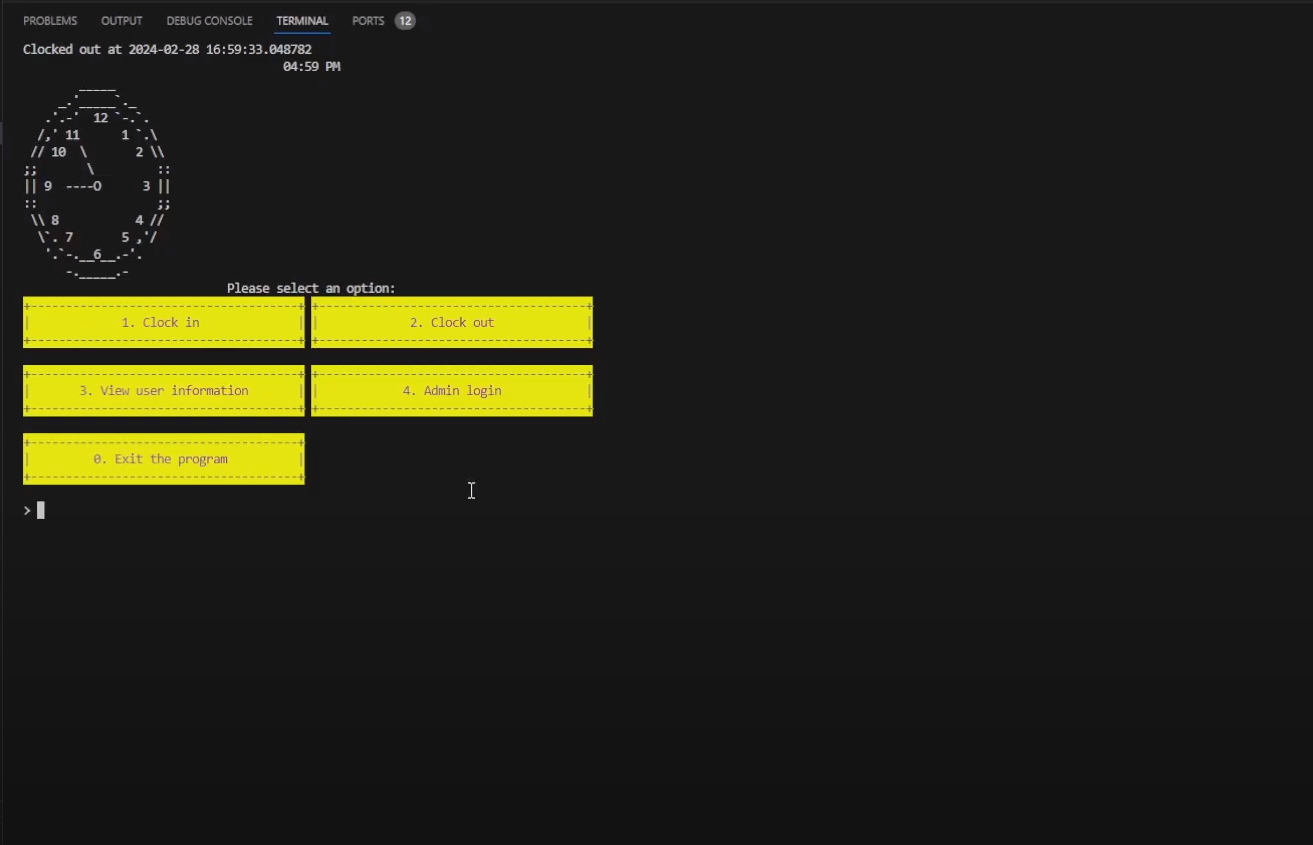 PROBLEMS OUTPUT DEBUG CONSOLE TERMINAL PORTS 12
Clocked out at 2024-02-28 16:59:33.048782
04:59 PM
12
11 1
10 2
9 ----O 3
8 4
7 5
6
Please select an option:
1. Clock in 2. Clock out
3. View user information 4. Admin login
0. Exit the program
>